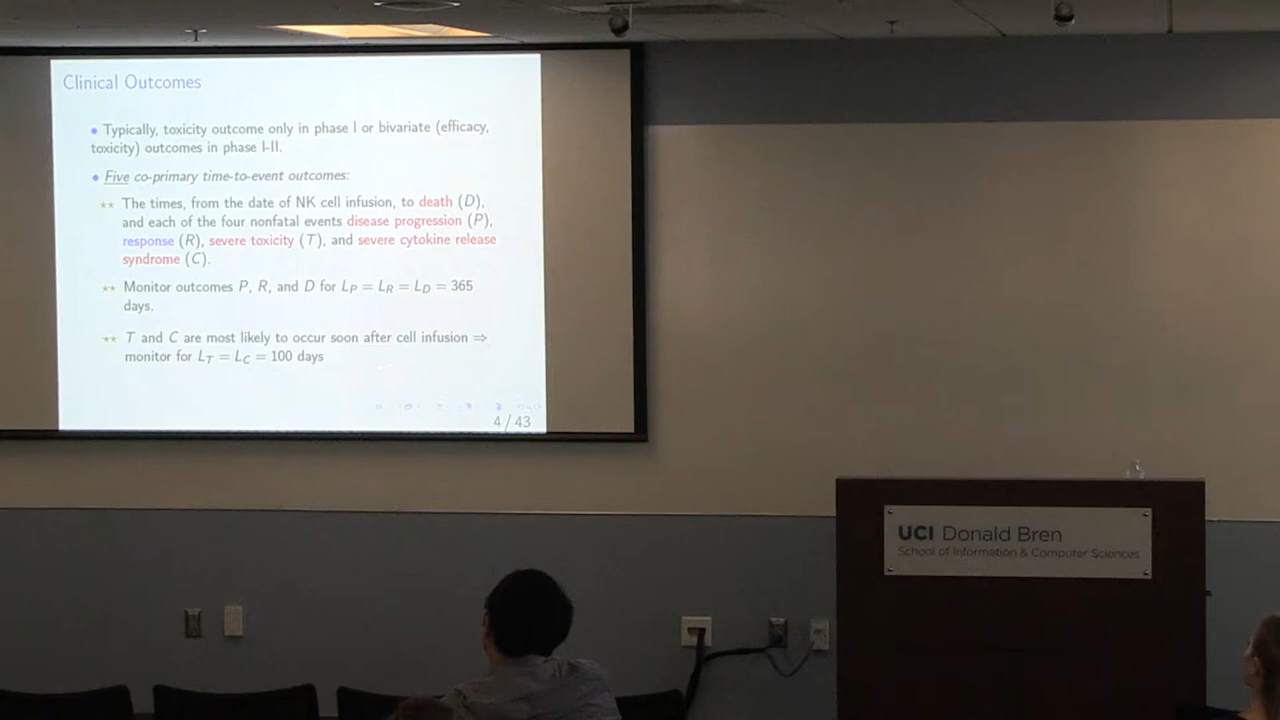 Clinical Outcomes
• Typically, toxicity outcome only in phase I or bivariate (efficacy,
toxicity) outcomes in phase I-II.
• Five co-primary time-to-event outcomes:
⋆⋆ The times, from the date of NK cell infusion, to death (D),
and each of the four nonfatal events disease progression (P),
response (R), severe toxicity (T), and severe cytokine release
syndrome (C).
⋆⋆ Monitor outcomes P, R, and D for L_P = L_R = L_D = 365
days.
⋆⋆ T and C are most likely to occur soon after cell infusion ⇒
monitor for L_T = L_C = 100 days
4 / 43
UCI Donald Bren
School of Information & Computer Sciences